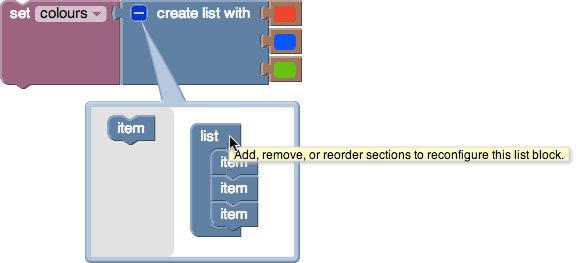 set colours create list with
item
list
Add, remove, or reorder sections to reconfigure this list block.
item
item
item